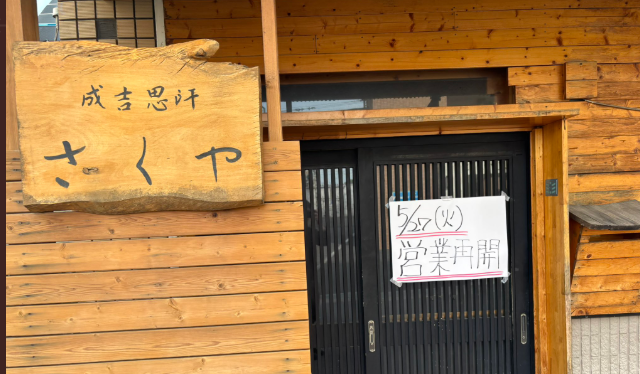 成吉思汗
さくや
5/27(火)
営業再開